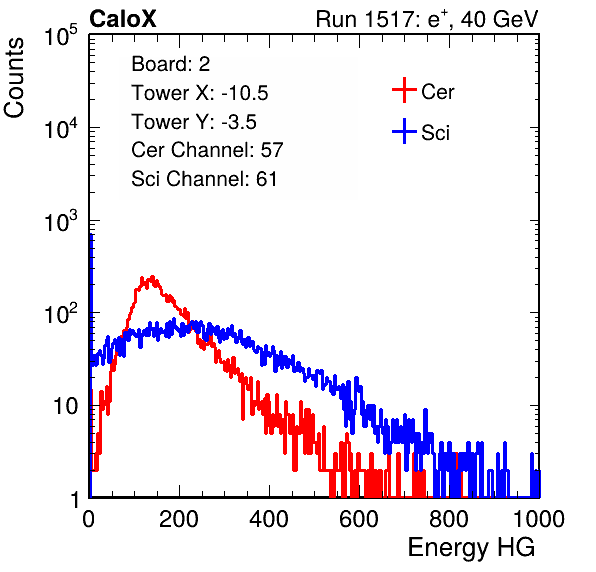 CaloX Run 1517: e⁺, 40 GeV
Counts
10⁵
10⁴
10³
10²
10
1
Board: 2
Tower X: -10.5
Tower Y: -3.5
Cer Channel: 57
Sci Channel: 61
Cer
Sci
0 200 400 600 800 1000
Energy HG